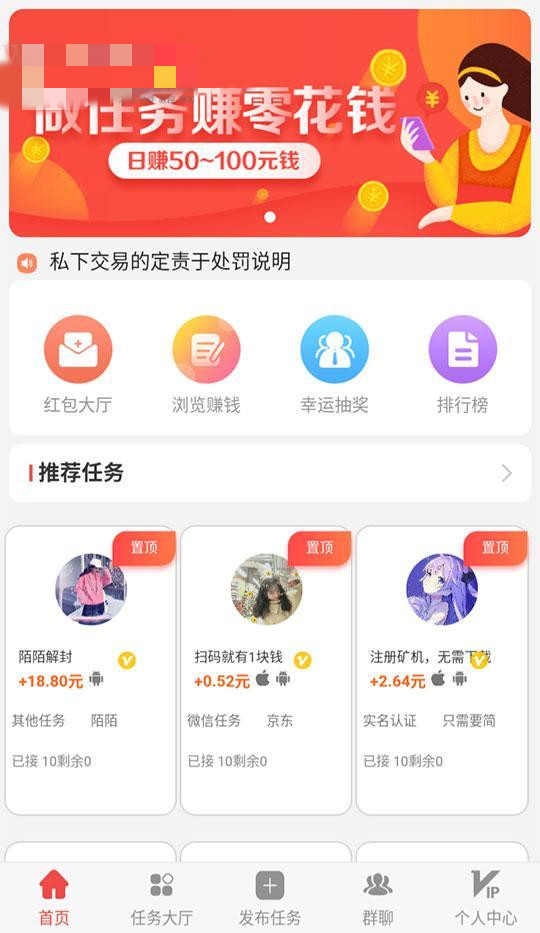 做任务赚零花钱
日赚50~100元钱
私下交易的定责于处罚说明
红包大厅
浏览赚钱
幸运抽奖
排行榜
推荐任务
置顶
置顶
置顶
陌陌解封
扫码就有1块钱
注册矿机，无需下载
+18.80元
+0.52元
+2.64元
其他任务 陌陌
微信任务 京东
实名认证 只需要简
已接 10剩余0
已接 10剩余0
已接 10剩余0
首页
任务大厅
发布任务
群聊
VIP
个人中心